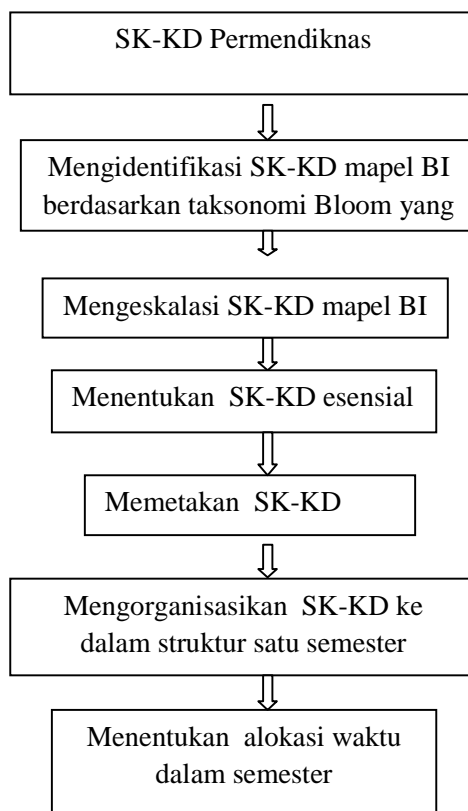 SK-KD Permendiknas
Mengidentifikasi SK-KD mapel BI
berdasarkan taksonomi Bloom yang
Mengeskalasi SK-KD mapel BI
Menentukan SK-KD esensial
Memetakan SK-KD
Mengorganisasikan SK-KD ke
dalam struktur satu semester
Menentukan alokasi waktu
dalam semester